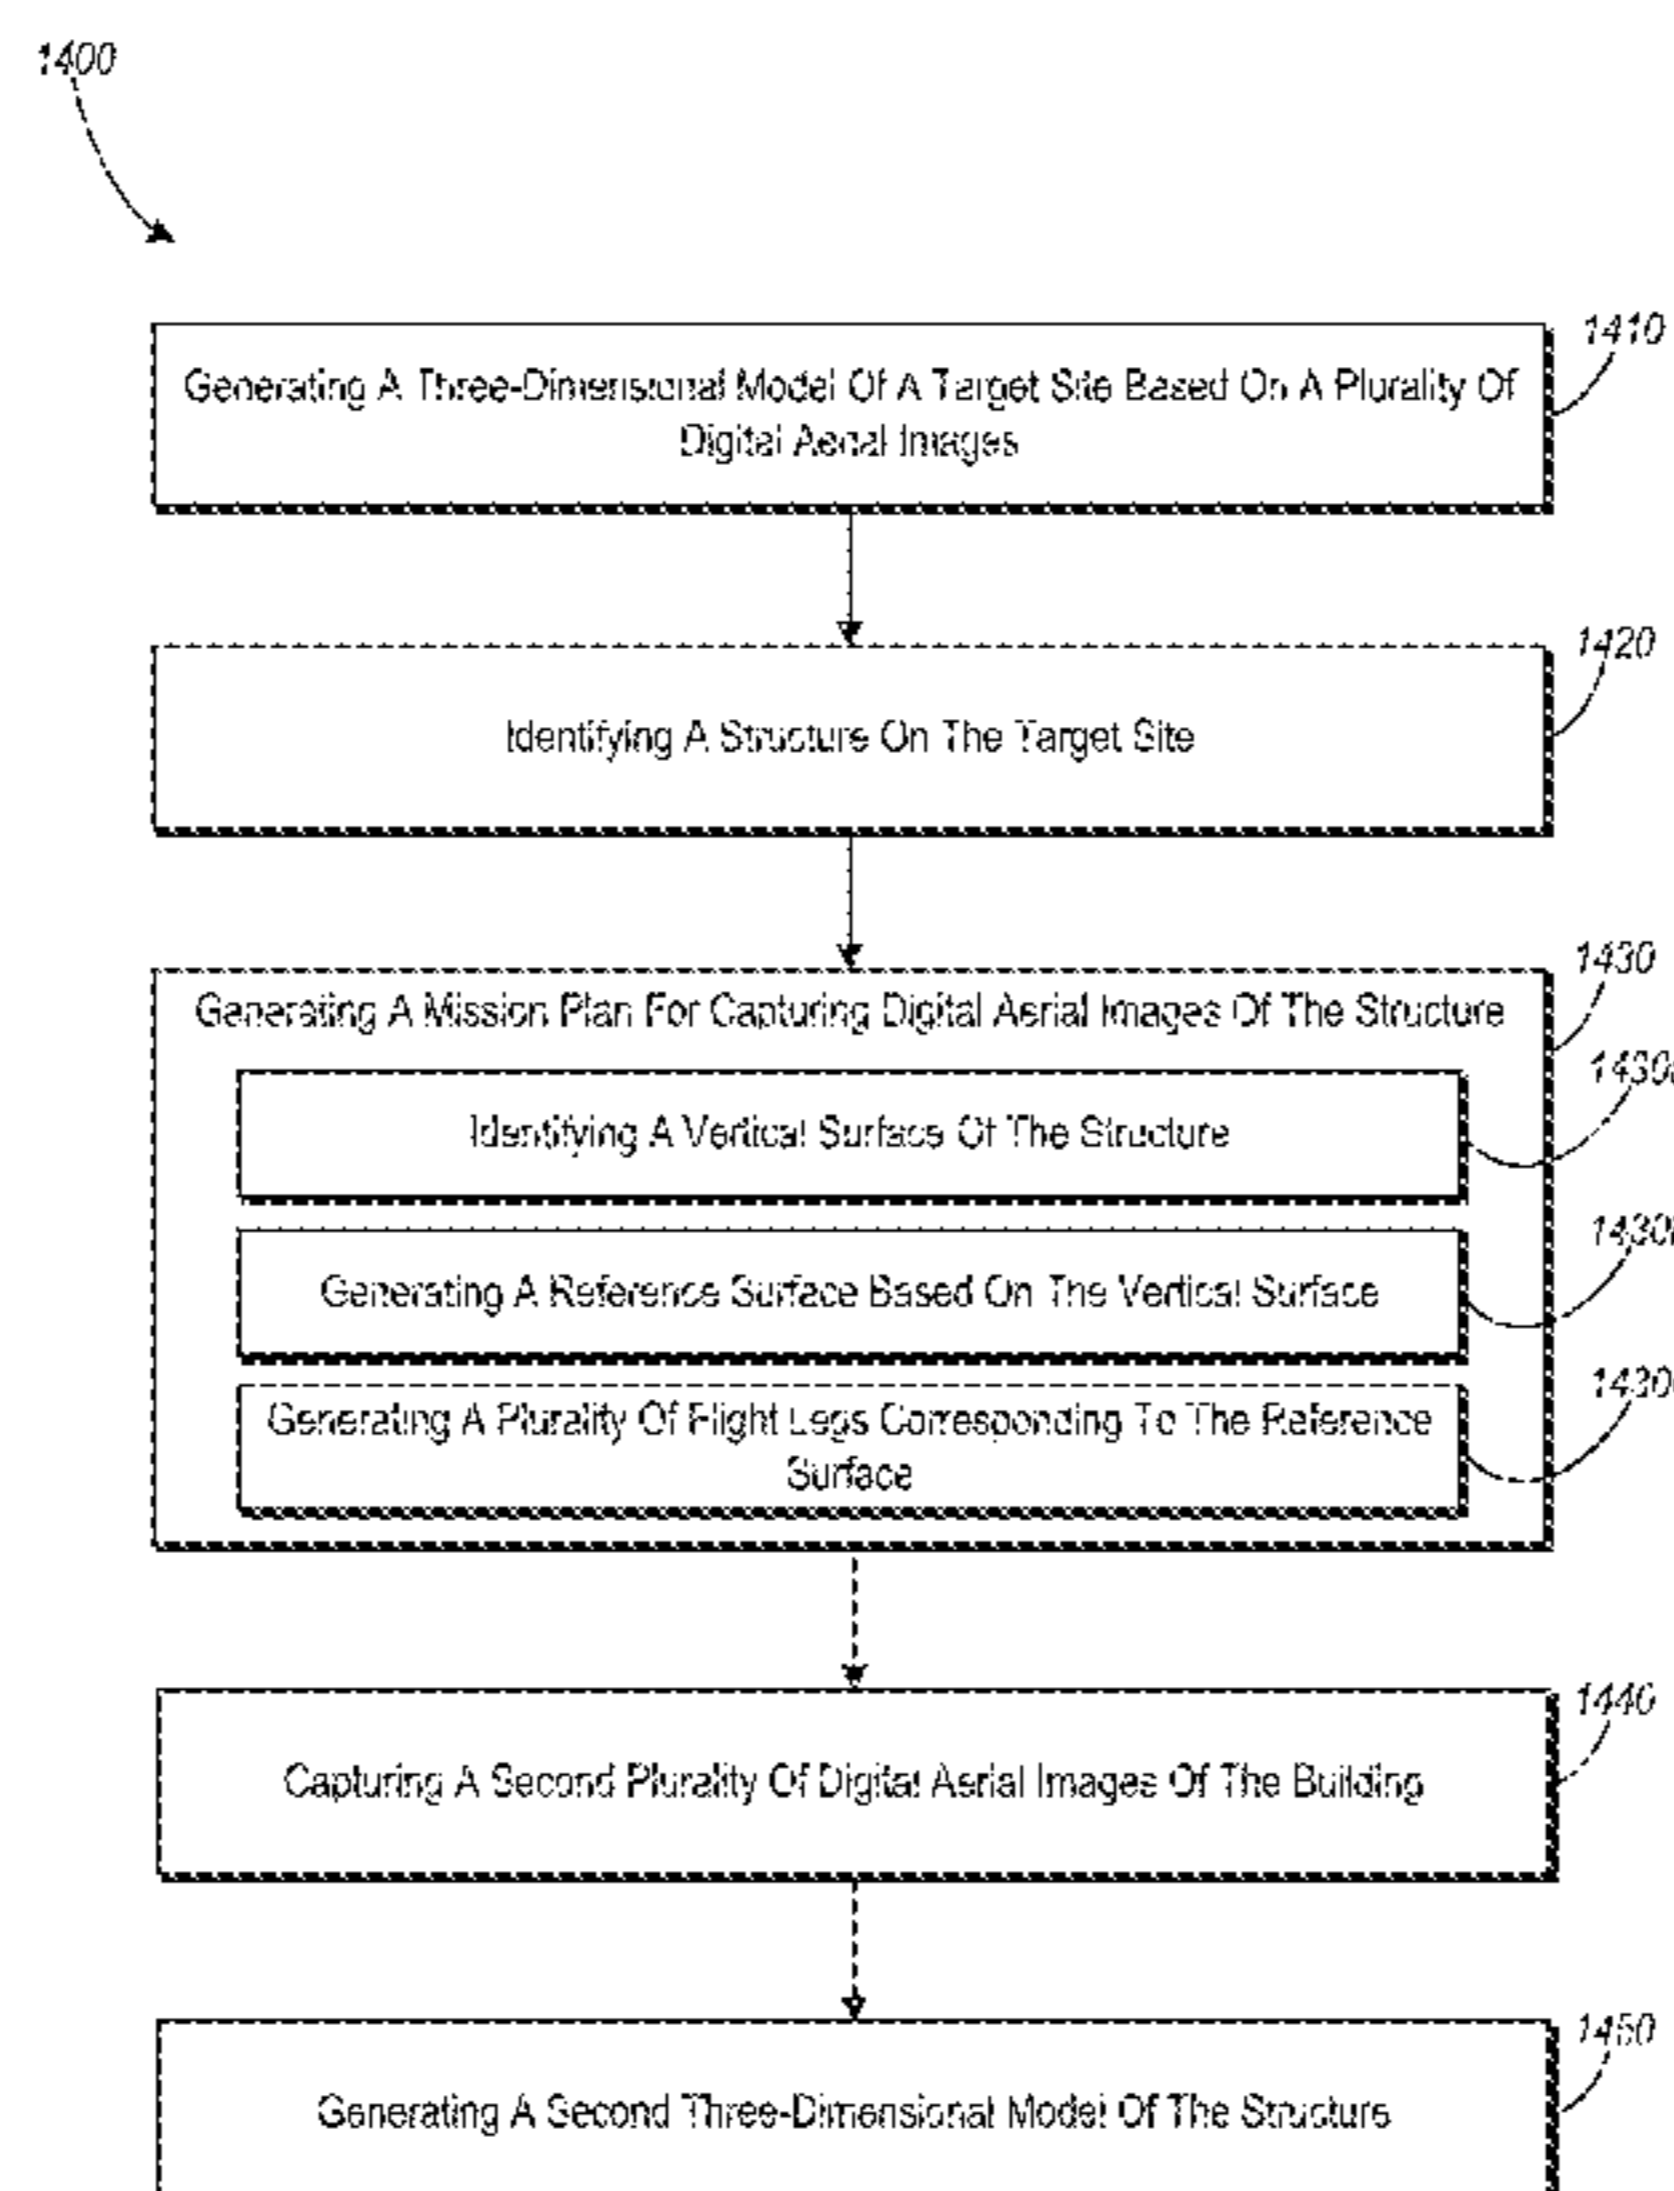 1400
1410
Generating A Three-Dimensional Model Of A Target Site Based On A Plurality Of
Digital Aerial Images
1420
Identifying A Structure On The Target Site
1430
Generating A Mission Plan For Capturing Digital Aerial Images Of The Structure
1430a
Identifying A Vertical Surface Of The Structure
1430b
Generating A Reference Surface Based On The Vertical Surface
1430c
Generating A Plurality Of Flight Legs Corresponding To The Reference
Surface
1440
Capturing A Second Plurality Of Digital Aerial Images Of The Building
1450
Generating A Second Three-Dimensional Model Of The Structure